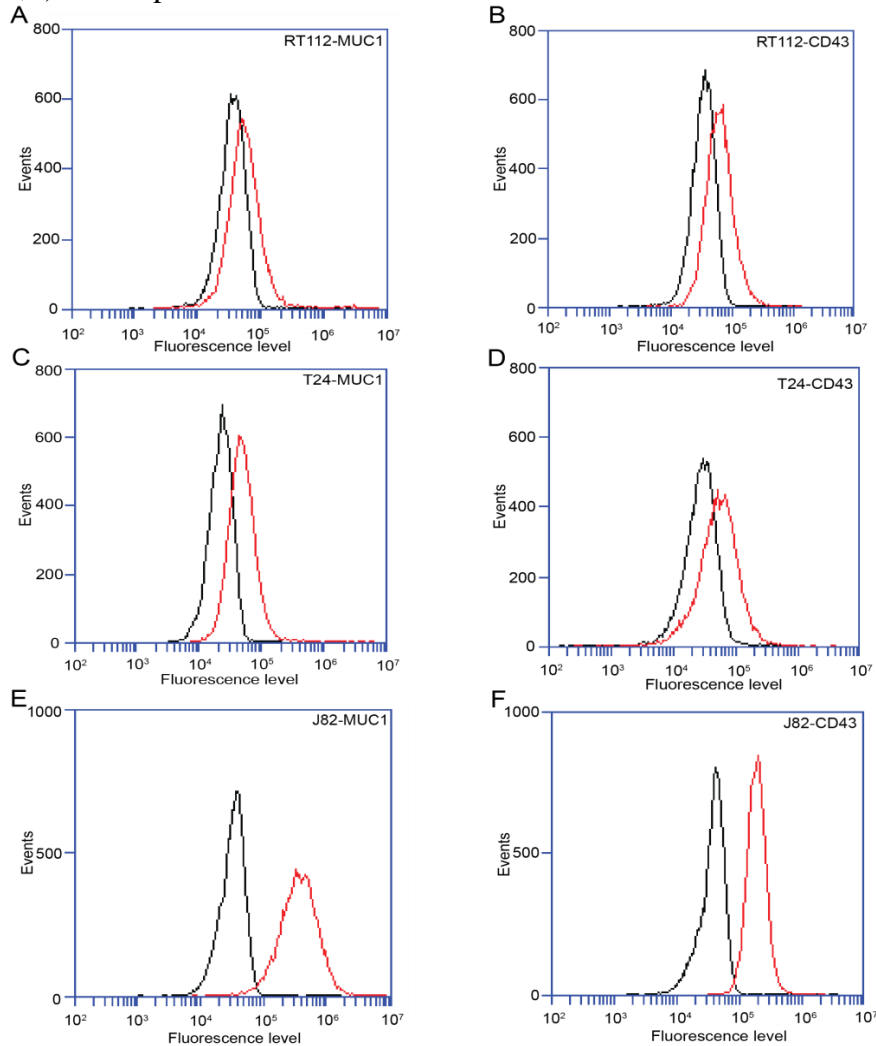 A
B
800
RT112-MUC1
600
Events
400
200
0
10² 10³ 10⁴ 10⁵ 10⁶ 10⁷
Fluorescence level
800
RT112-CD43
600
Events
400
200
0
10² 10³ 10⁴ 10⁵ 10⁶ 10⁷
Fluorescence level
C
D
800
T24-MUC1
600
Events
400
200
0
10² 10³ 10⁴ 10⁵ 10⁶ 10⁷
Fluorescence level
800
T24-CD43
600
Events
400
200
0
10² 10³ 10⁴ 10⁵ 10⁶ 10⁷
Fluorescence level
E
F
1000
J82-MUC1
Events
500
0
10² 10³ 10⁴ 10⁵ 10⁶ 10⁷
Fluorescence level
1000
J82-CD43
Events
500
0
10² 10³ 10⁴ 10⁵ 10⁶ 10⁷
Fluorescence level